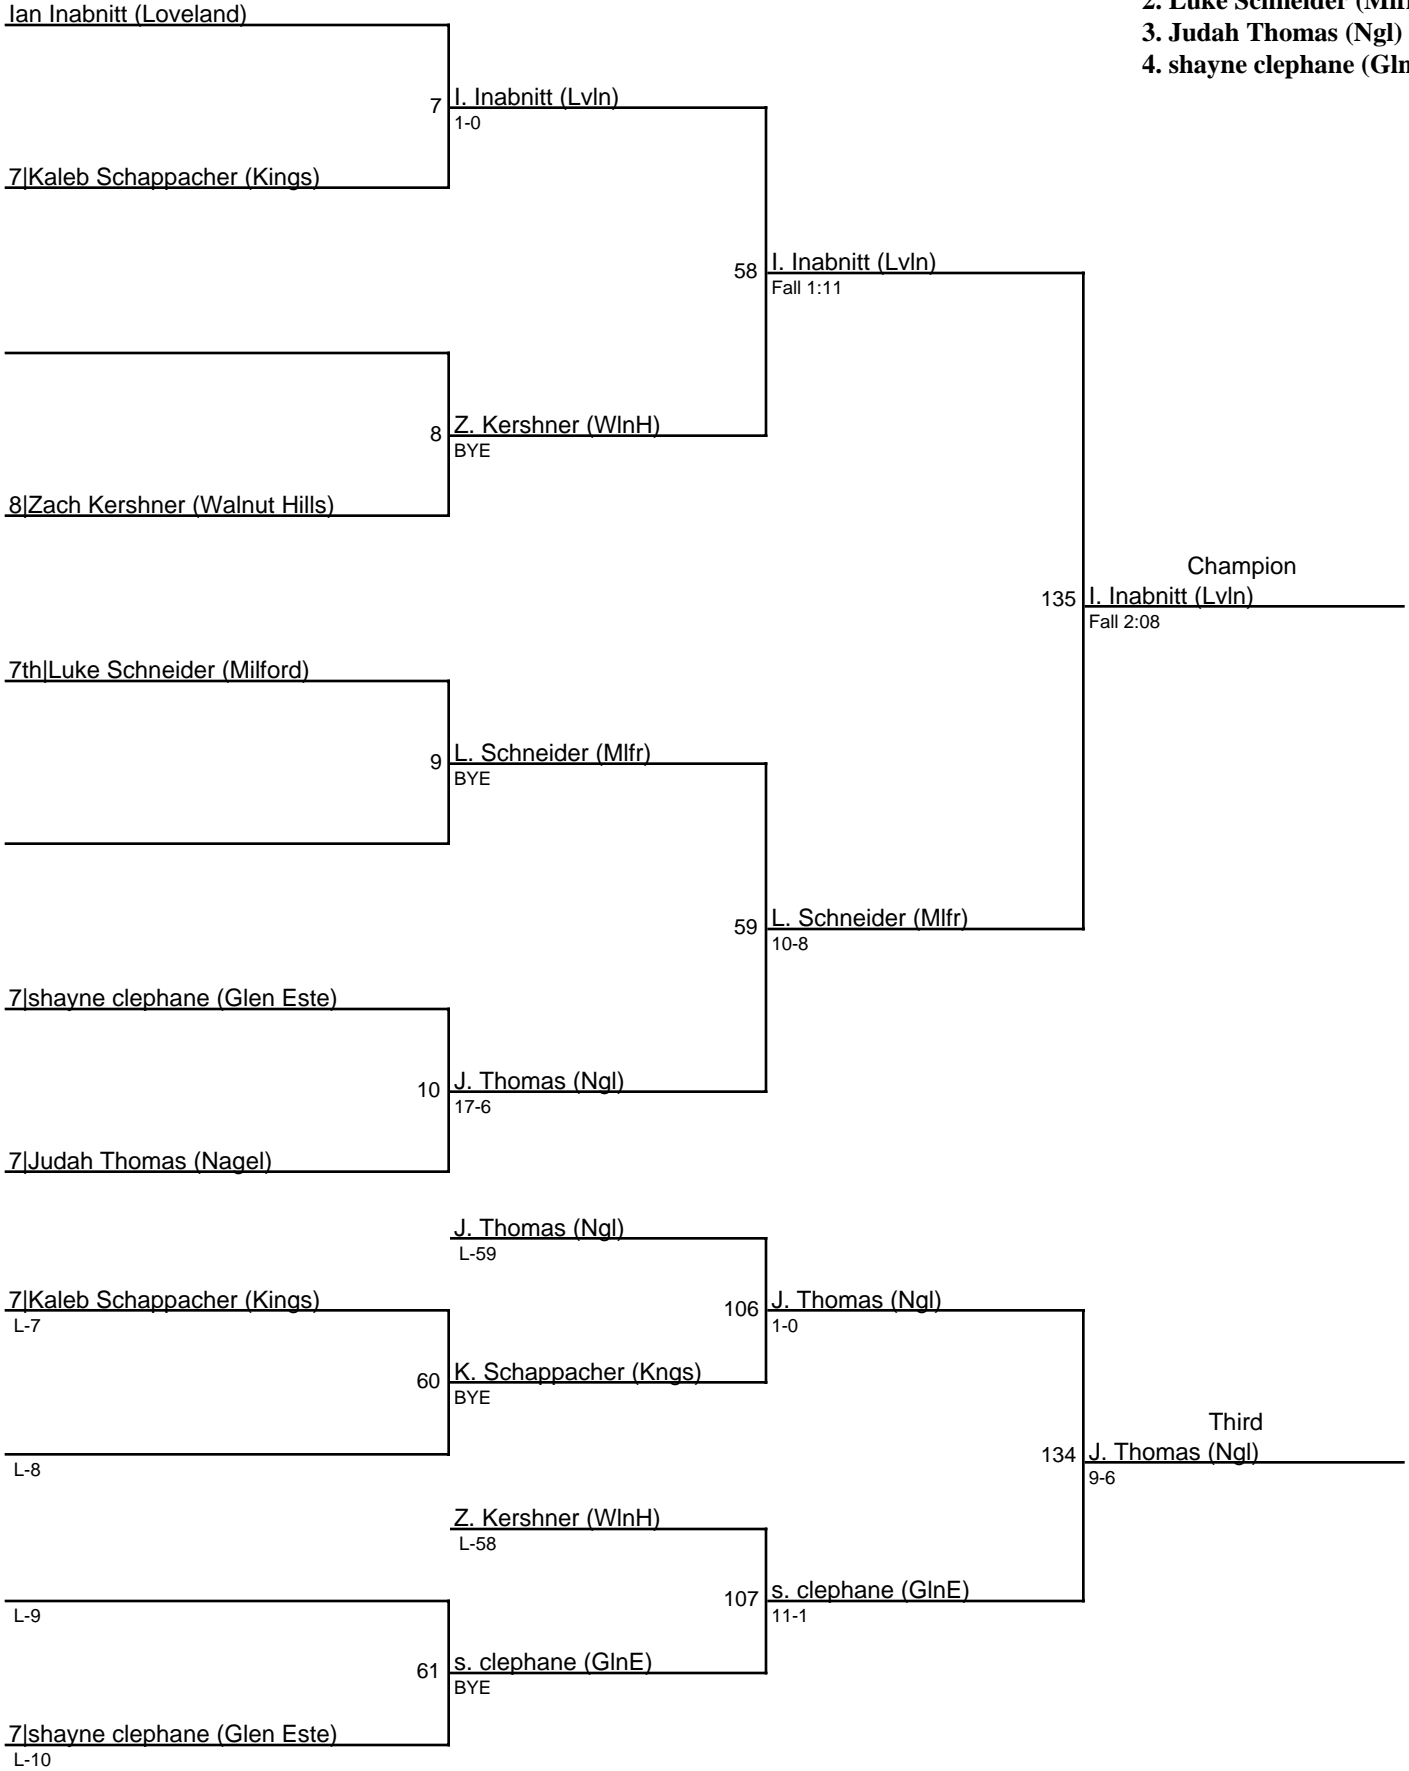 Ian Inabnitt (Loveland)
3. Judah Thomas (Ngl)
4. shayne clephane
7
I. Inabnitt (Lvln)
1-0
7|Kaleb Schappacher (Kings)
58
I. Inabnitt (Lvln)
Fall 1:11
8
Z. Kershner (WlnH)
BYE
8|Zach Kershner (Walnut Hills)
Champion
135
I. Inabnitt (Lvln)
Fall 2:08
7th|Luke Schneider (Milford)
9
L. Schneider (Mlfr)
BYE
59
L. Schneider (Mlfr)
10-8
7|shayne clephane (Glen Este)
10
J. Thomas (Ngl)
17-6
7|Judah Thomas (Nagel)
J. Thomas (Ngl)
L-59
7|Kaleb Schappacher (Kings)
L-7
106
J. Thomas (Ngl)
1-0
60
K. Schappacher (Kngs)
BYE
Third
L-8
134
J. Thomas (Ngl)
9-6
Z. Kershner (WlnH)
L-58
107
s. clephane (GlnE)
11-1
L-9
61
s. clephane (GlnE)
BYE
7|shayne clephane (Glen Este)
L-10